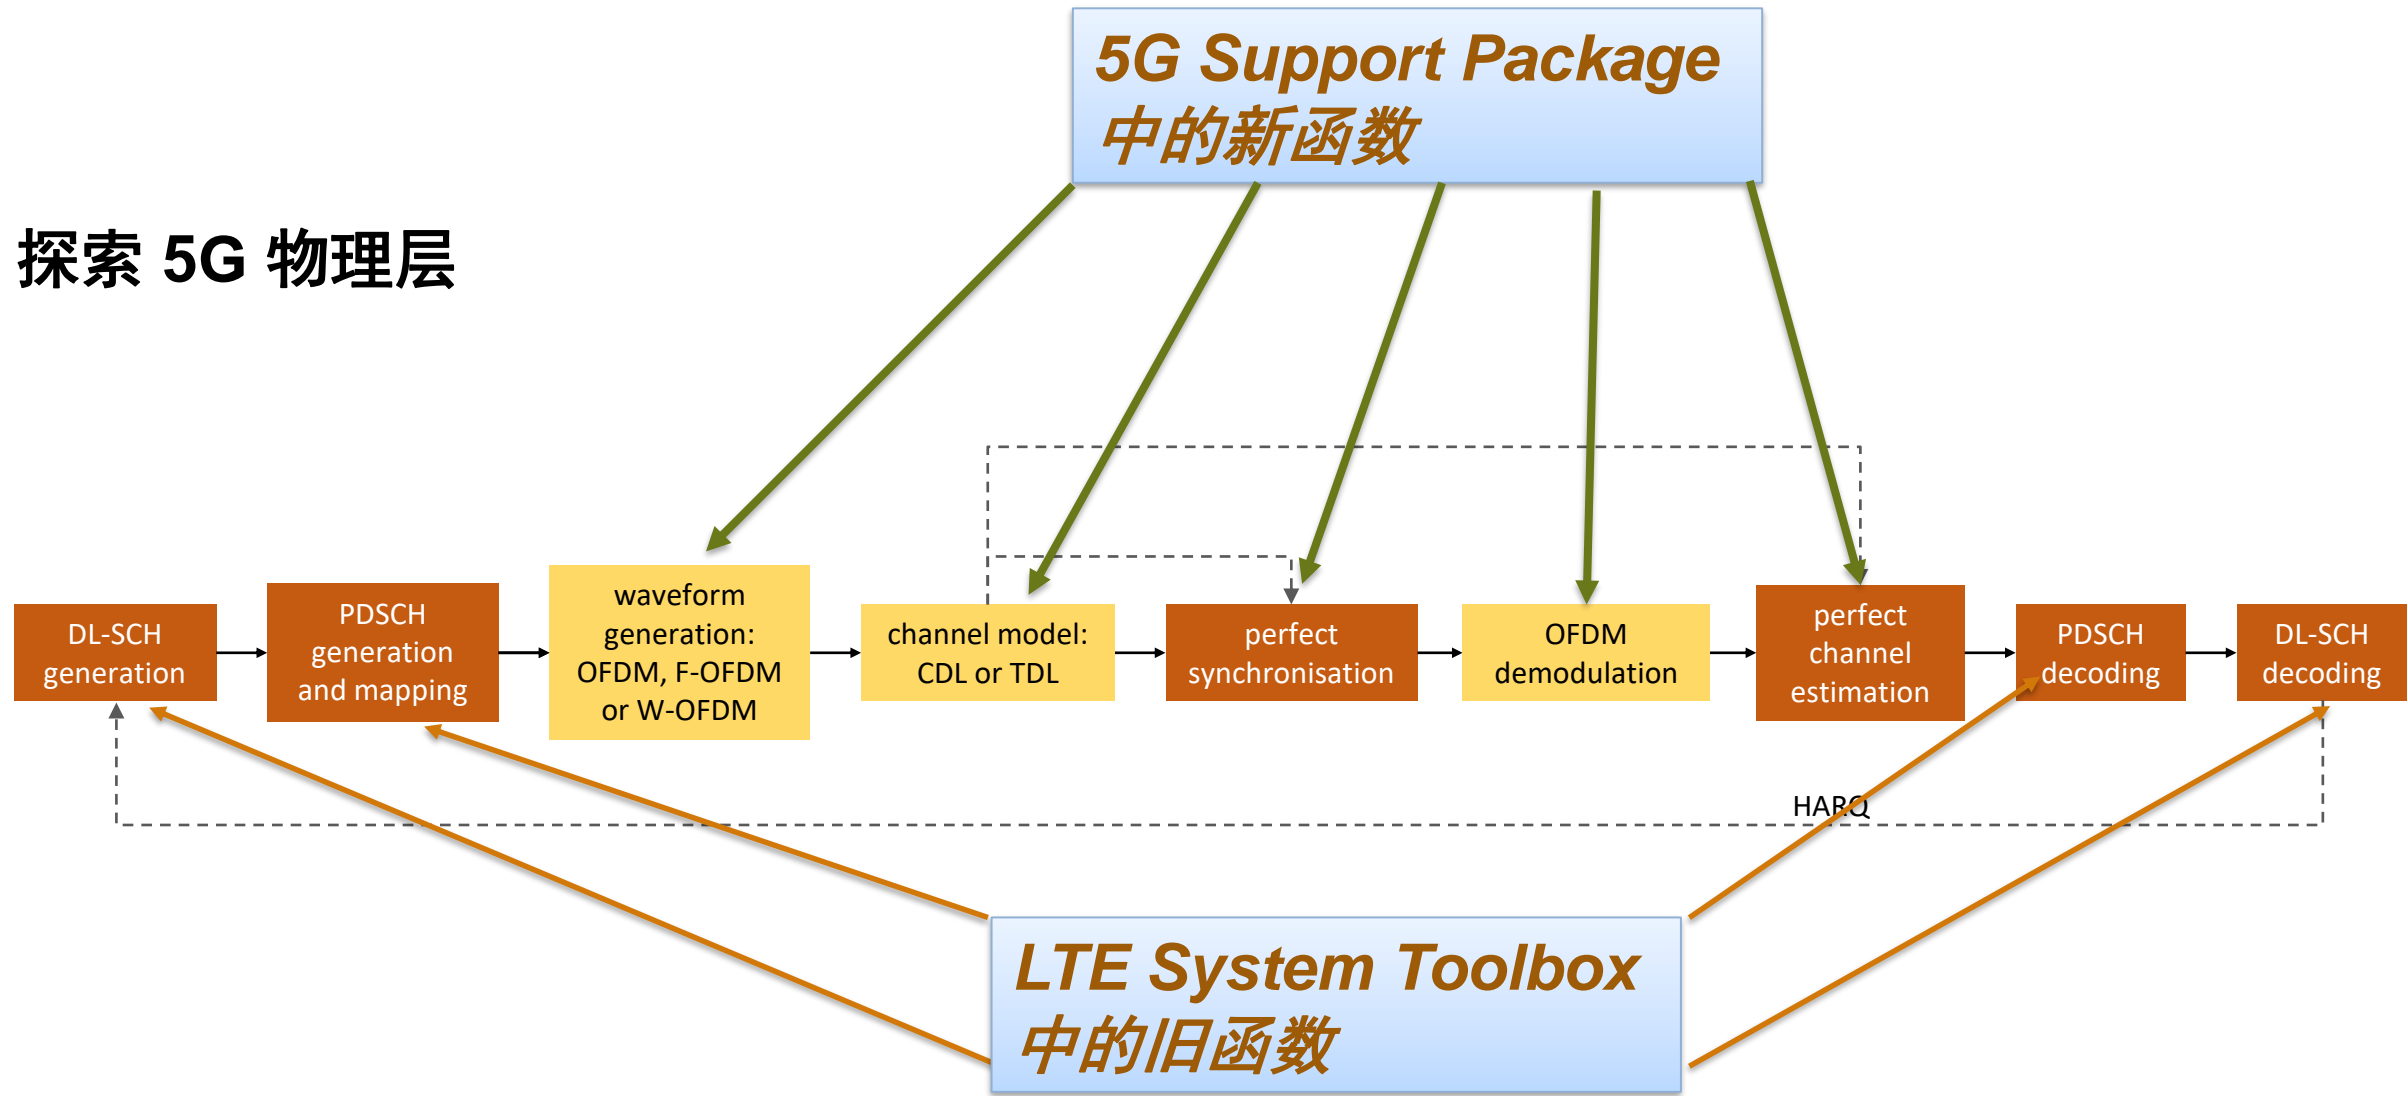 5G Support Package
中的新函数
探索 5G 物理层
DL-SCH
generation
PDSCH
generation
and mapping
waveform
generation:
OFDM, F-OFDM
or W-OFDM
channel model:
CDL or TDL
perfect
synchronisation
OFDM
demodulation
perfect
channel
estimation
PDSCH
decoding
DL-SCH
decoding
HARQ
LTE System Toolbox
中的旧函数